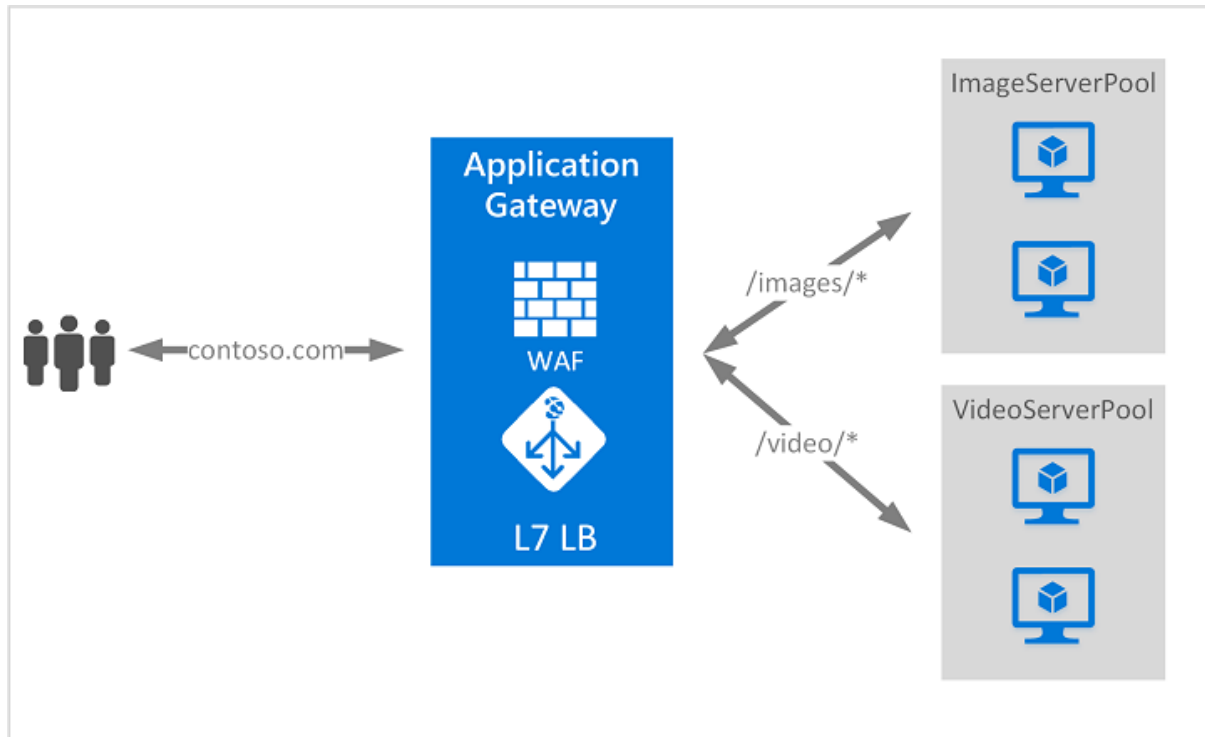 ImageServerPool
Application
Gateway
/images/*
contoso.com
WAF
VideoServerPool
/video/*
L7 LB